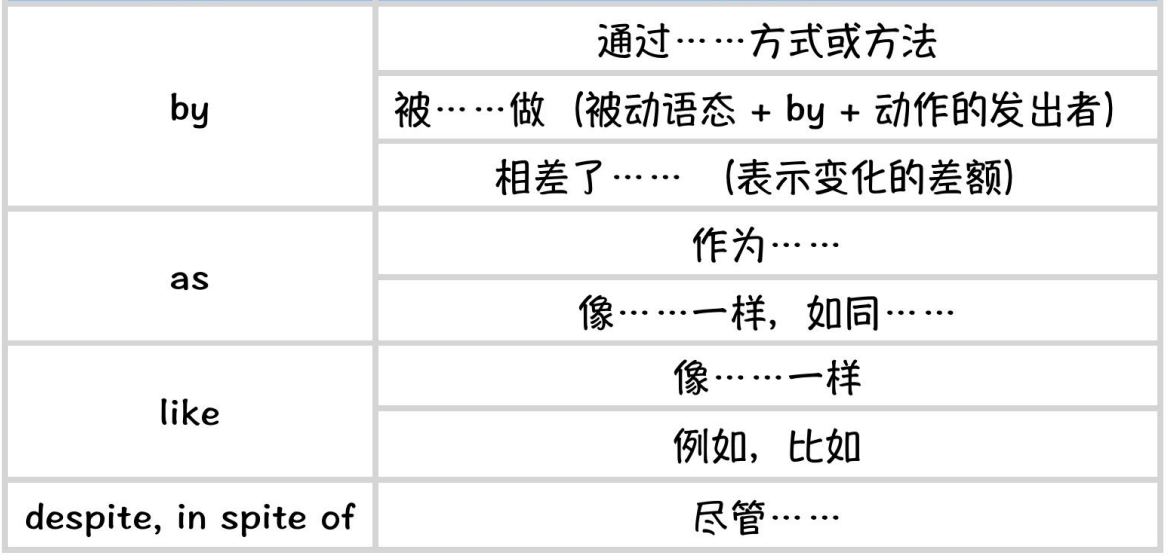 by
通过……方式或方法
被……做（被动语态 + by + 动作的发出者）
相差了……（表示变化的差额）
as
作为……
像……一样，如同……
like
像……一样
例如，比如
despite, in spite of
尽管……